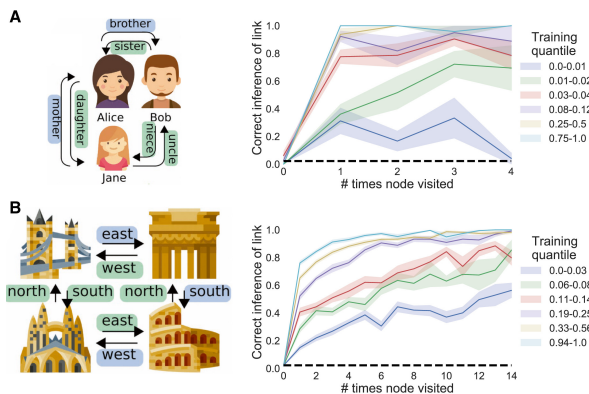 A
brother
sister
mother
daughter
Alice
Bob
niece
uncle
Jane
Correct inference of link
1.0
0.8
0.6
0.4
0.2
0.0
0
1
2
3
4
# times node visited
Training
quantile
0.0-0.01
0.01-0.02
0.03-0.04
0.08-0.12
0.25-0.5
0.75-1.0
B
east
west
north
south
north
south
east
west
Correct inference of link
1.0
0.8
0.6
0.4
0.2
0.0
0
2
4
6
8
10
12
14
# times node visited
Training
quantile
0.0-0.03
0.06-0.08
0.11-0.14
0.19-0.25
0.33-0.56
0.94-1.0